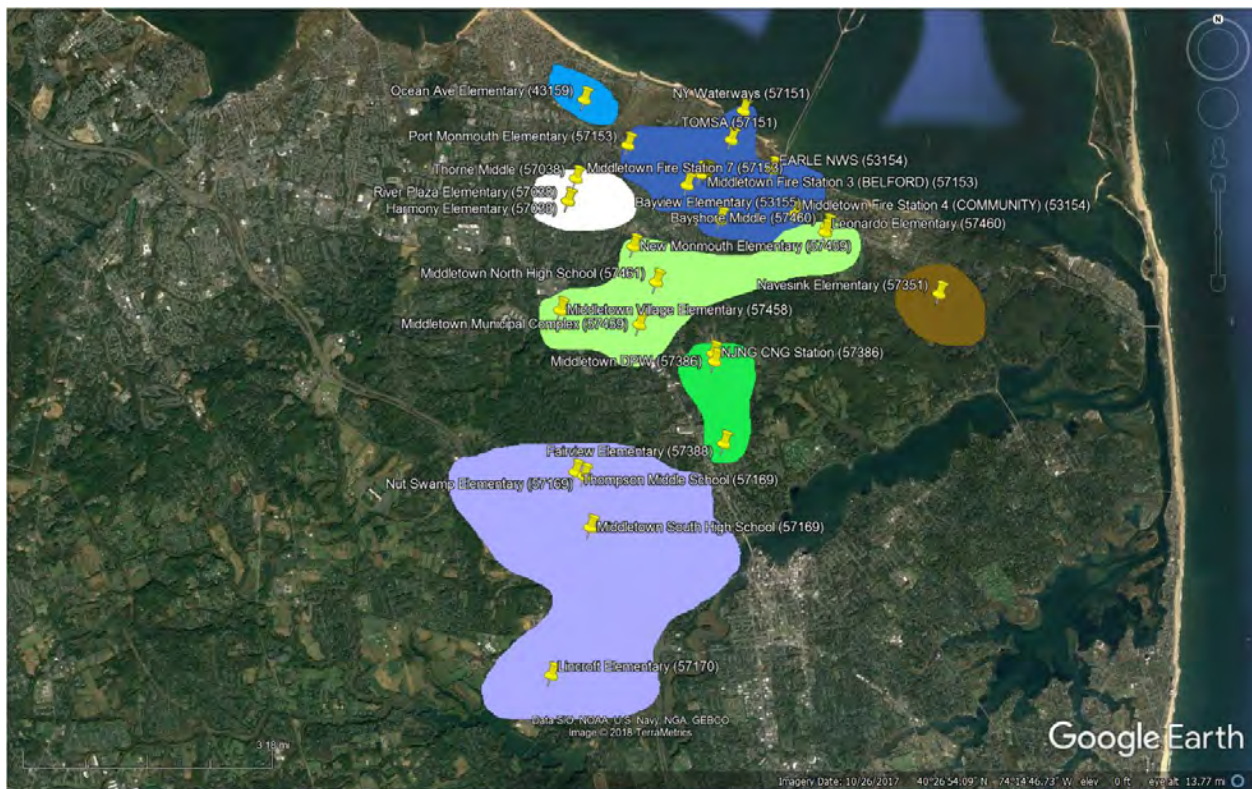 N
Ocean Ave Elementary (43159)
NY Waterways (57151)
TOMSA (57151)
Port Monmouth Elementary (57153)
EARLE NWS (53154)
Thorne Middle (57038)
Middletown Fire Station 7 (57153)
Middletown Fire Station 3 (BELFORD) (57153)
River Plaza Elementary (57039)
Harmony Elementary (57039)
Bayview Elementary (53155)
Middletown Fire Station 4 (COMMUNITY) (53154)
Bayshore Middle (57460)
Leonardo Elementary (57460)
New Monmouth Elementary (57459)
Middletown North High School (57461)
Navesink Elementary (57351)
Middletown Village Elementary (57458)
Middletown Municipal Complex (57459)
Middletown DPW (57386)
NJNG CNG Station (57386)
Fairview Elementary (57388)
Nut Swamp Elementary (57169)
Thompson Middle School (57169)
Middletown South High School (57169)
Lincroft Elementary (57170)
Data SIO, NOAA, U.S. Navy, NGA, GEBCO
Image © 2018 TerraMetrics
3.18 mi
Google Earth
Imagery Date: 10/26/2017 40°26'54.09" N 74°14'46.73" W elev 0 ft eye alt 13.77 mi